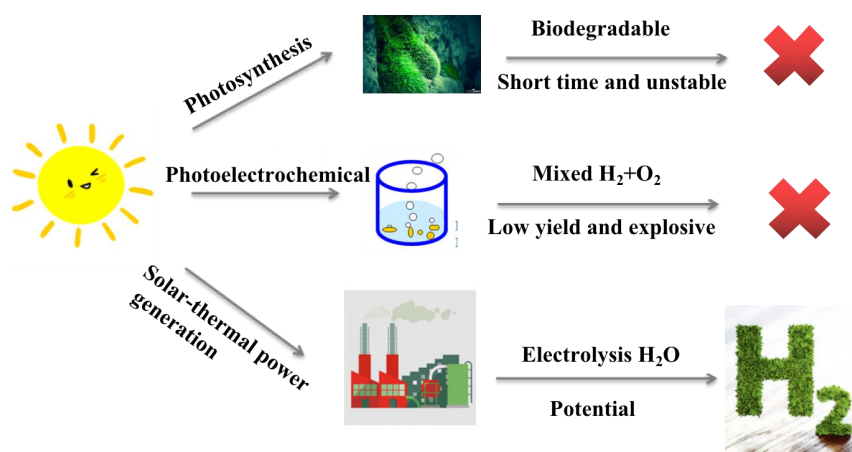 Photosynthesis
Biodegradable
Short time and unstable
Photoelectrochemical
Mixed H₂+O₂
Low yield and explosive
Solar-thermal power
generation
Electrolysis H₂O
Potential
H₂